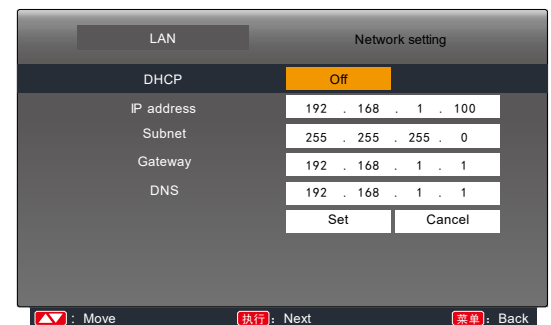 LAN Network setting
DHCP Off
IP address 192 . 168 . 1 . 100
Subnet 255 . 255 . 255 . 0
Gateway 192 . 168 . 1 . 1
DNS 192 . 168 . 1 . 1
Set Cancel
▲▼ : Move 执行 : Next 菜单 : Back